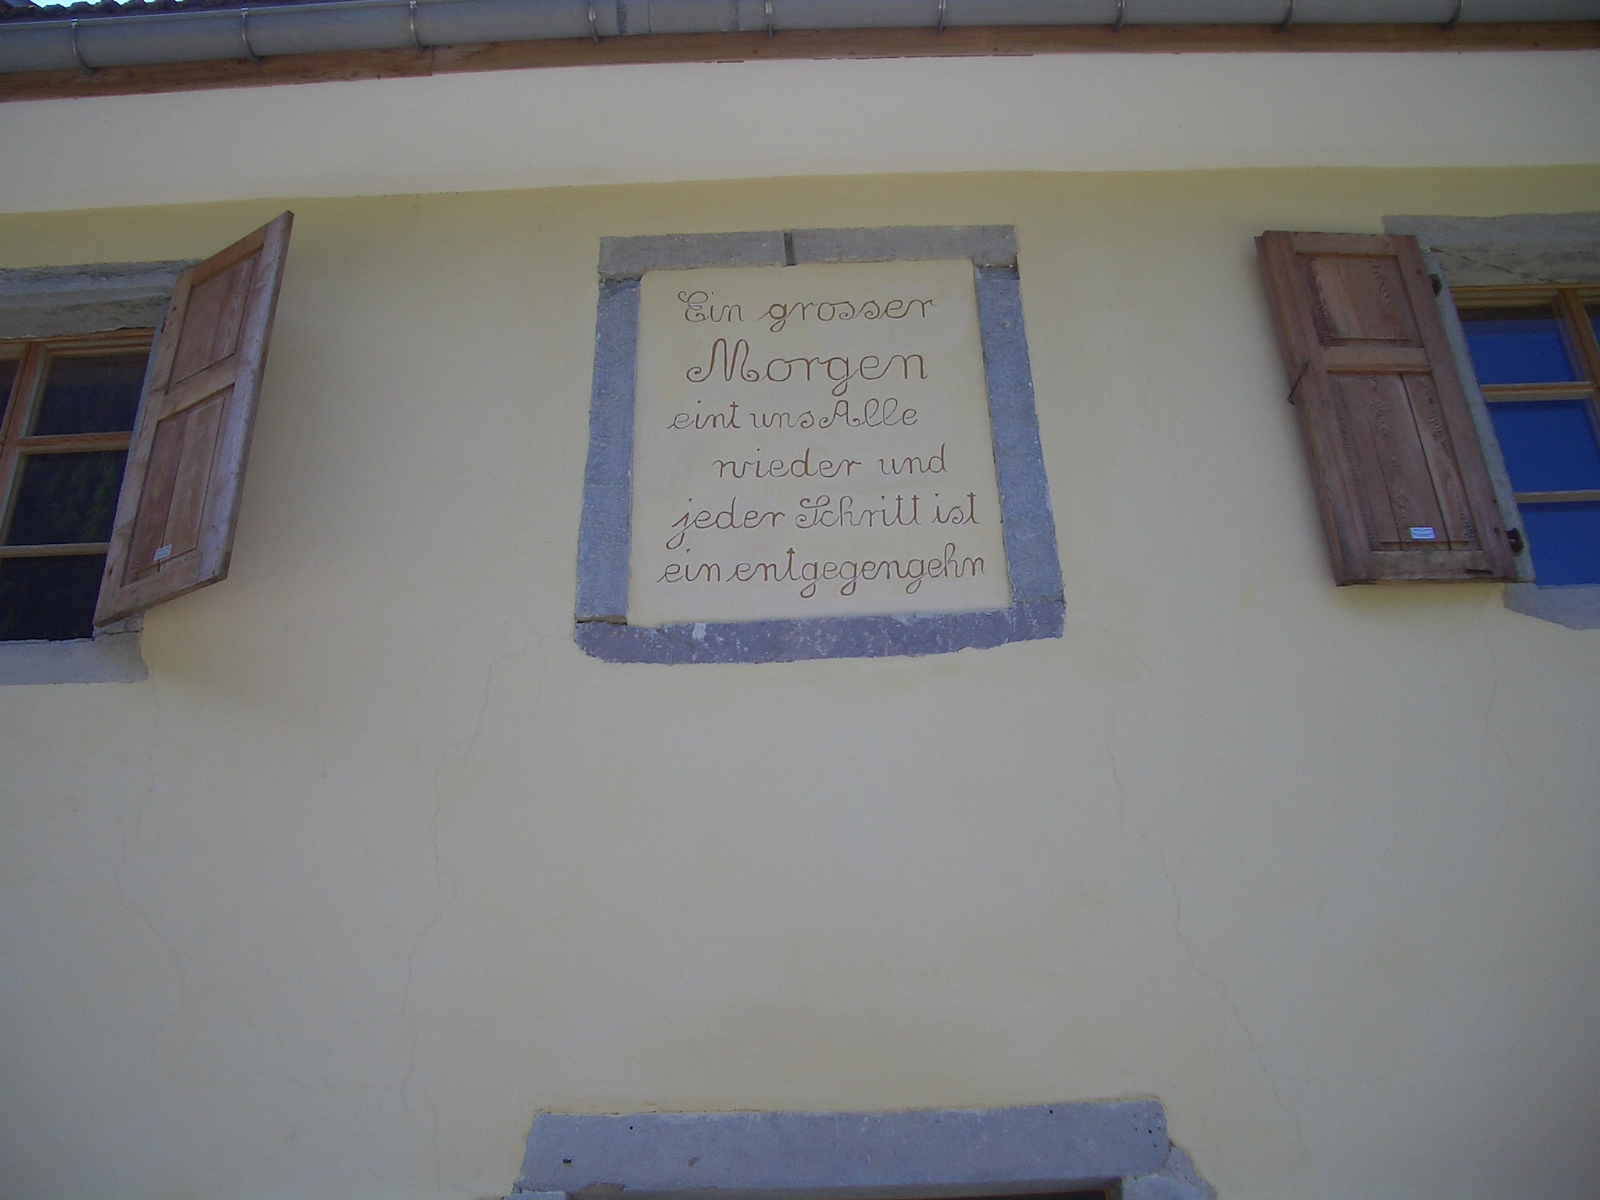 Ein grosser
Morgen
eint uns Alle
wieder und
jeder Schritt ist
ein entgegengehn